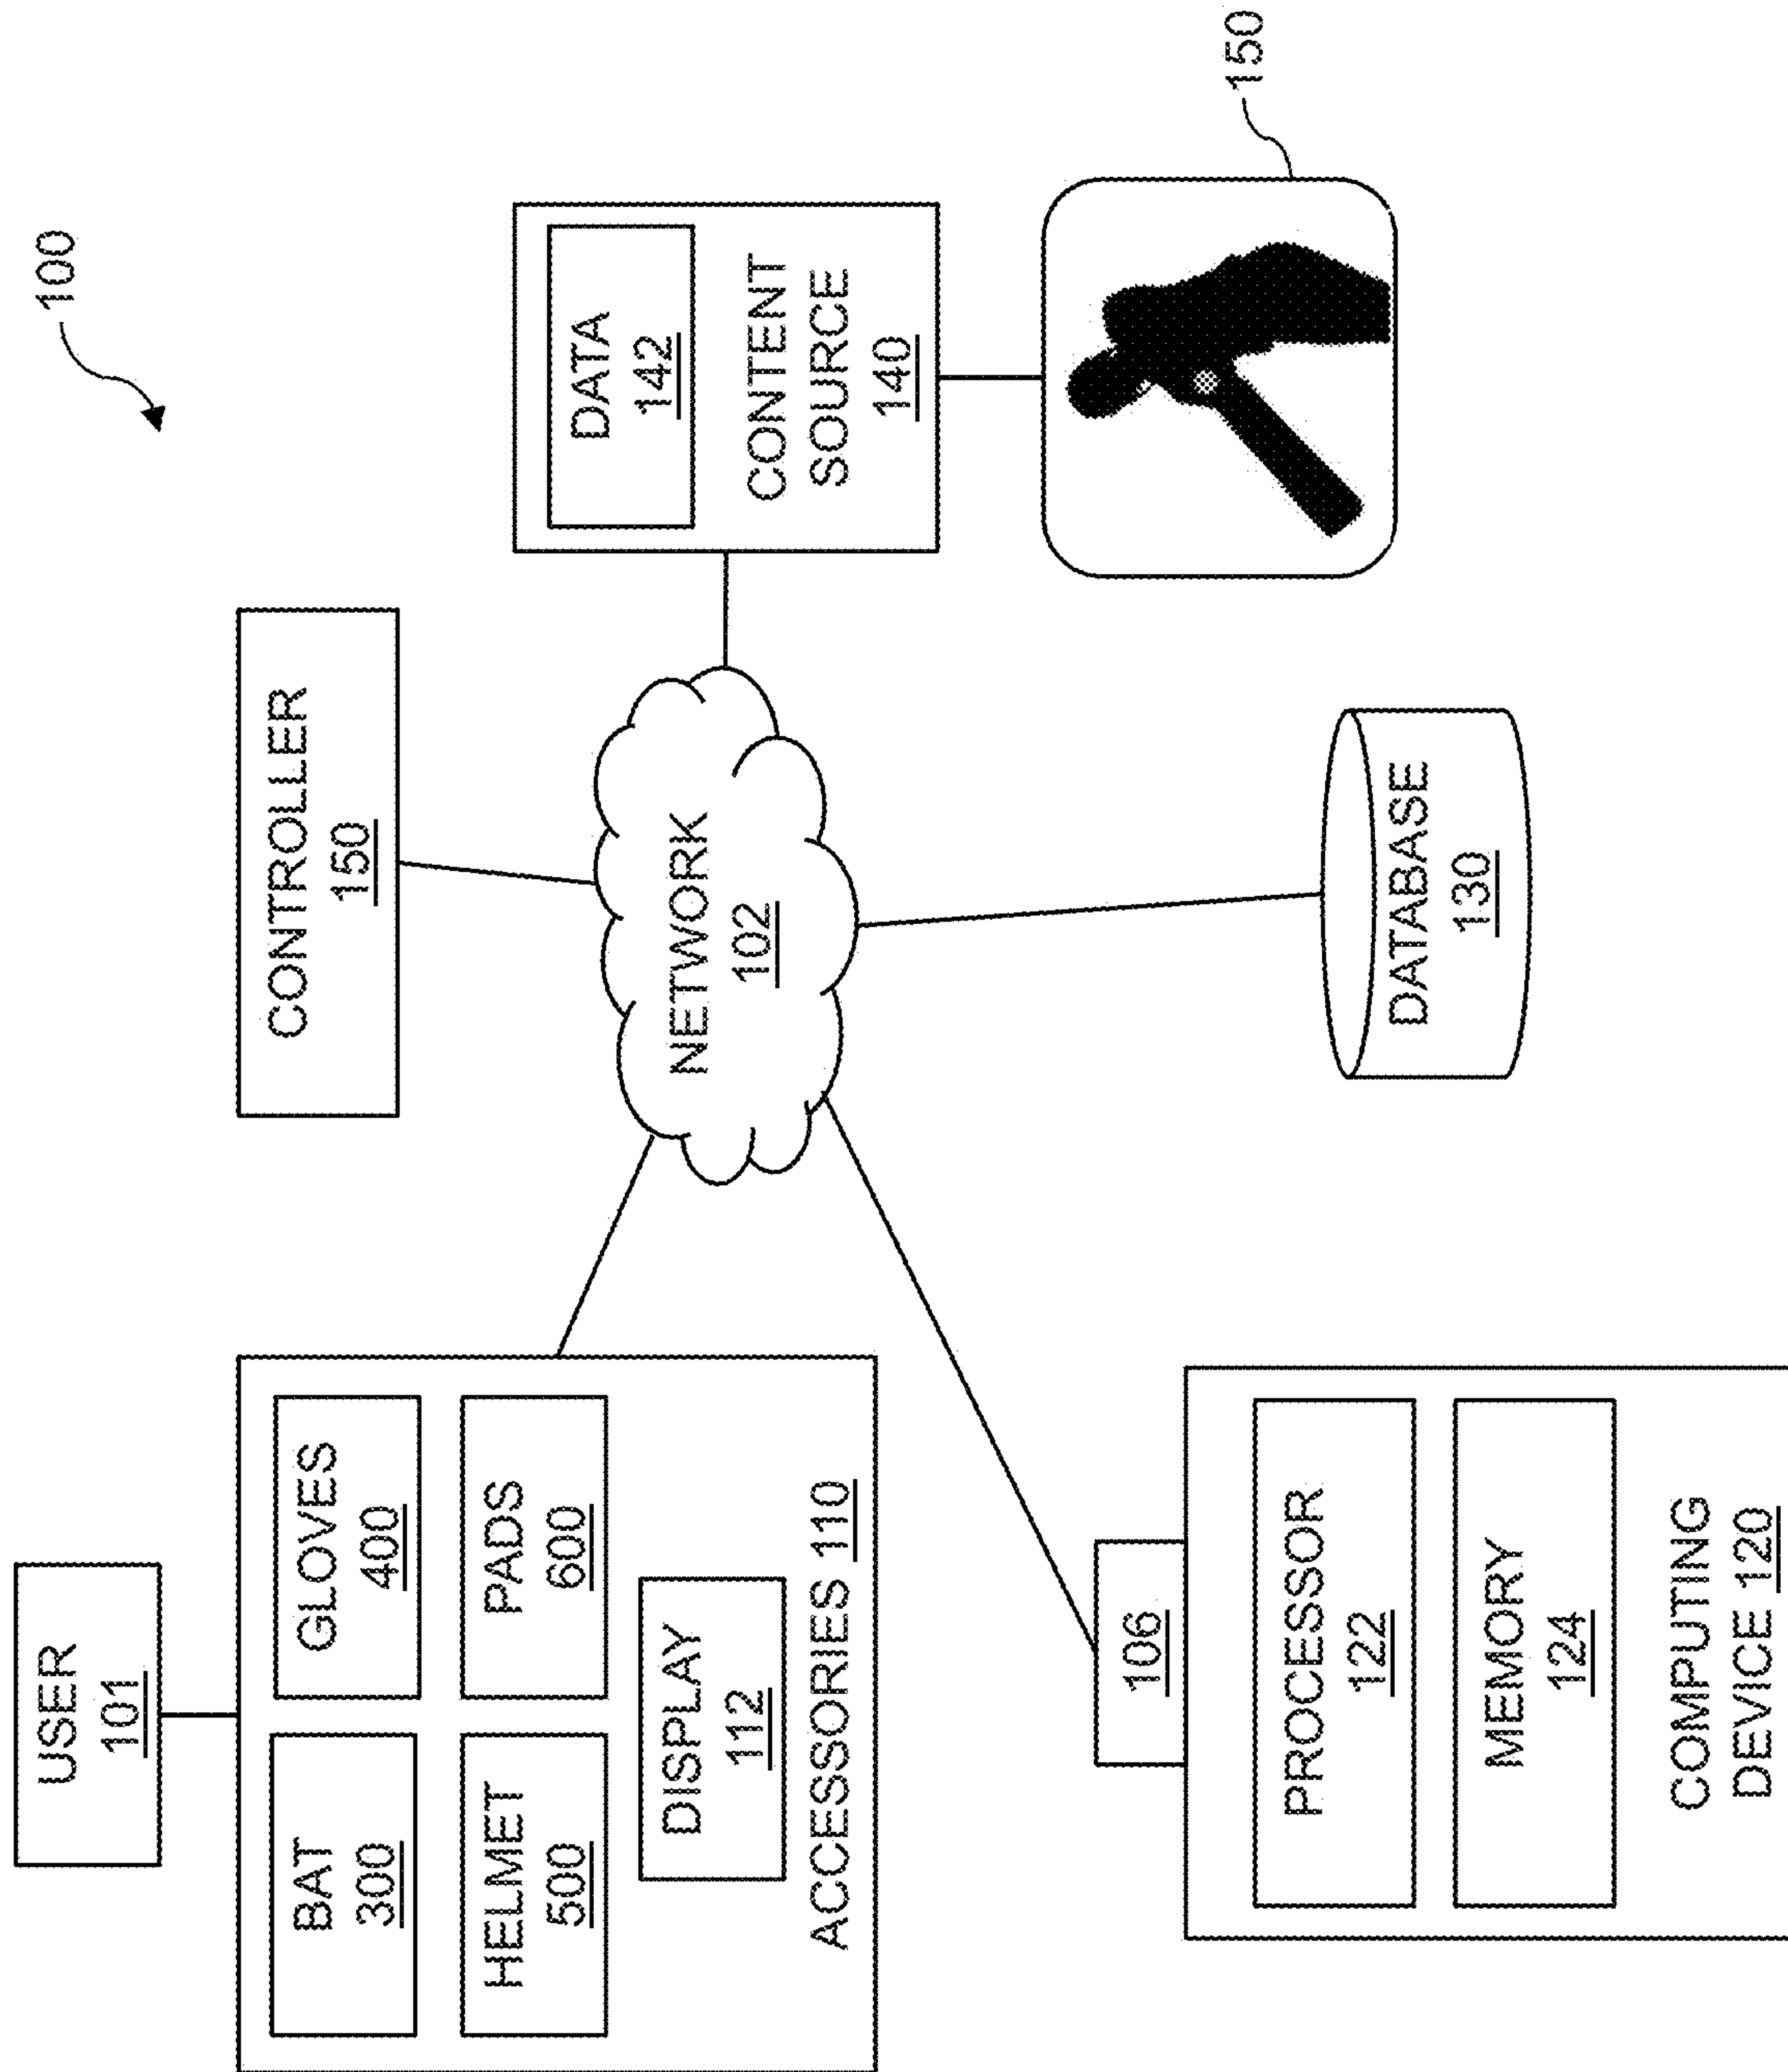 100
USER
101
BAT
300
GLOVES
400
HELMET
500
PADS
600
DISPLAY
112
ACCESSORIES 110
CONTROLLER
150
NETWORK
102
DATA
142
CONTENT
SOURCE
140
150
106
PROCESSOR
122
MEMORY
124
COMPUTING
DEVICE 120
DATABASE
130